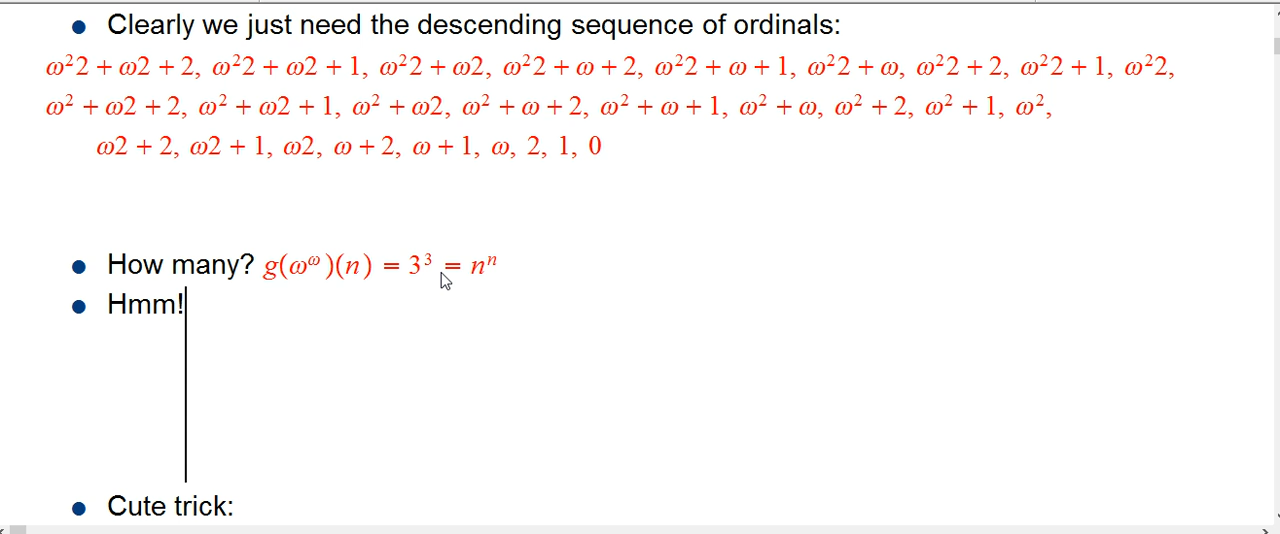 Clearly we just need the descending sequence of ordinals:
ω²2 + ω2 + 2, ω²2 + ω2 + 1, ω²2 + ω2, ω²2 + ω + 2, ω²2 + ω + 1, ω²2 + ω, ω²2 + 2, ω²2 + 1, ω²2,
ω² + ω2 + 2, ω² + ω2 + 1, ω² + ω2, ω² + ω + 2, ω² + ω + 1, ω² + ω, ω² + 2, ω² + 1, ω²,
ω2 + 2, ω2 + 1, ω2, ω + 2, ω + 1, ω, 2, 1, 0
How many? g(ω^ω)(n) = 3³ = nⁿ
Hmm!
Cute trick: